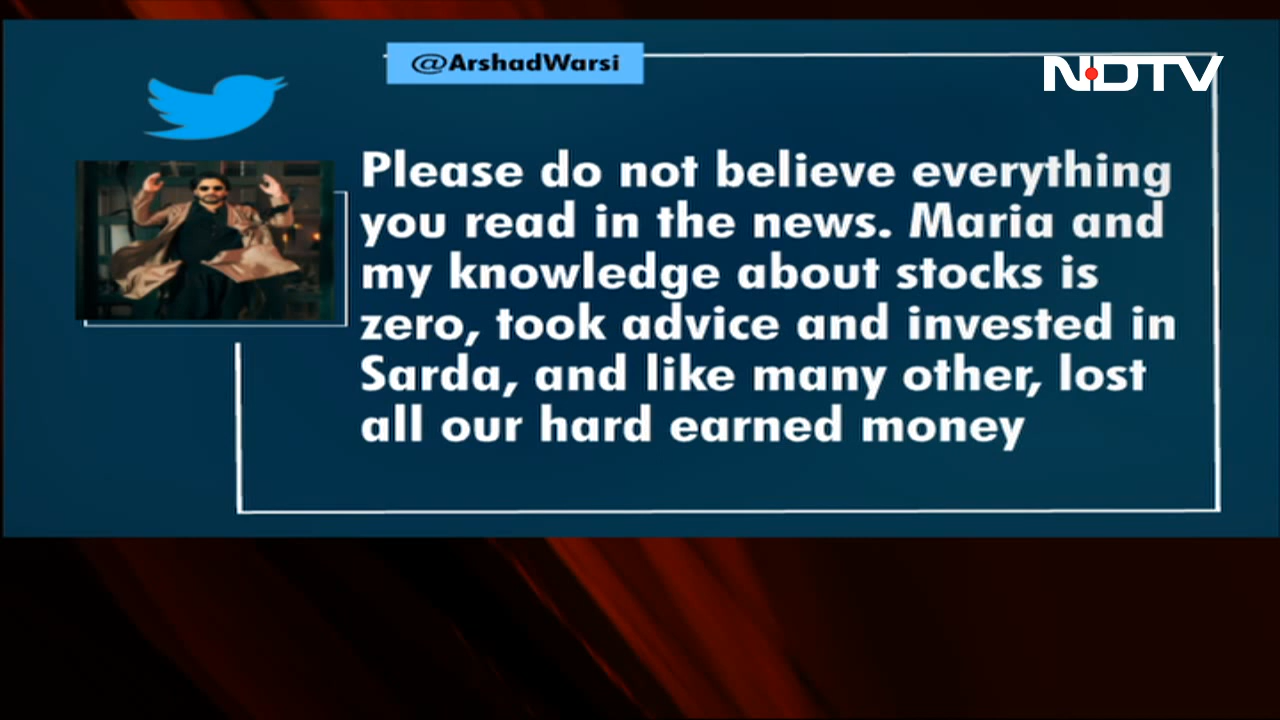 @ArshadWarsi
NDTV
Please do not believe everything
you read in the news. Maria and
my knowledge about stocks is
zero, took advice and invested in
Sarda, and like many other, lost
all our hard earned money